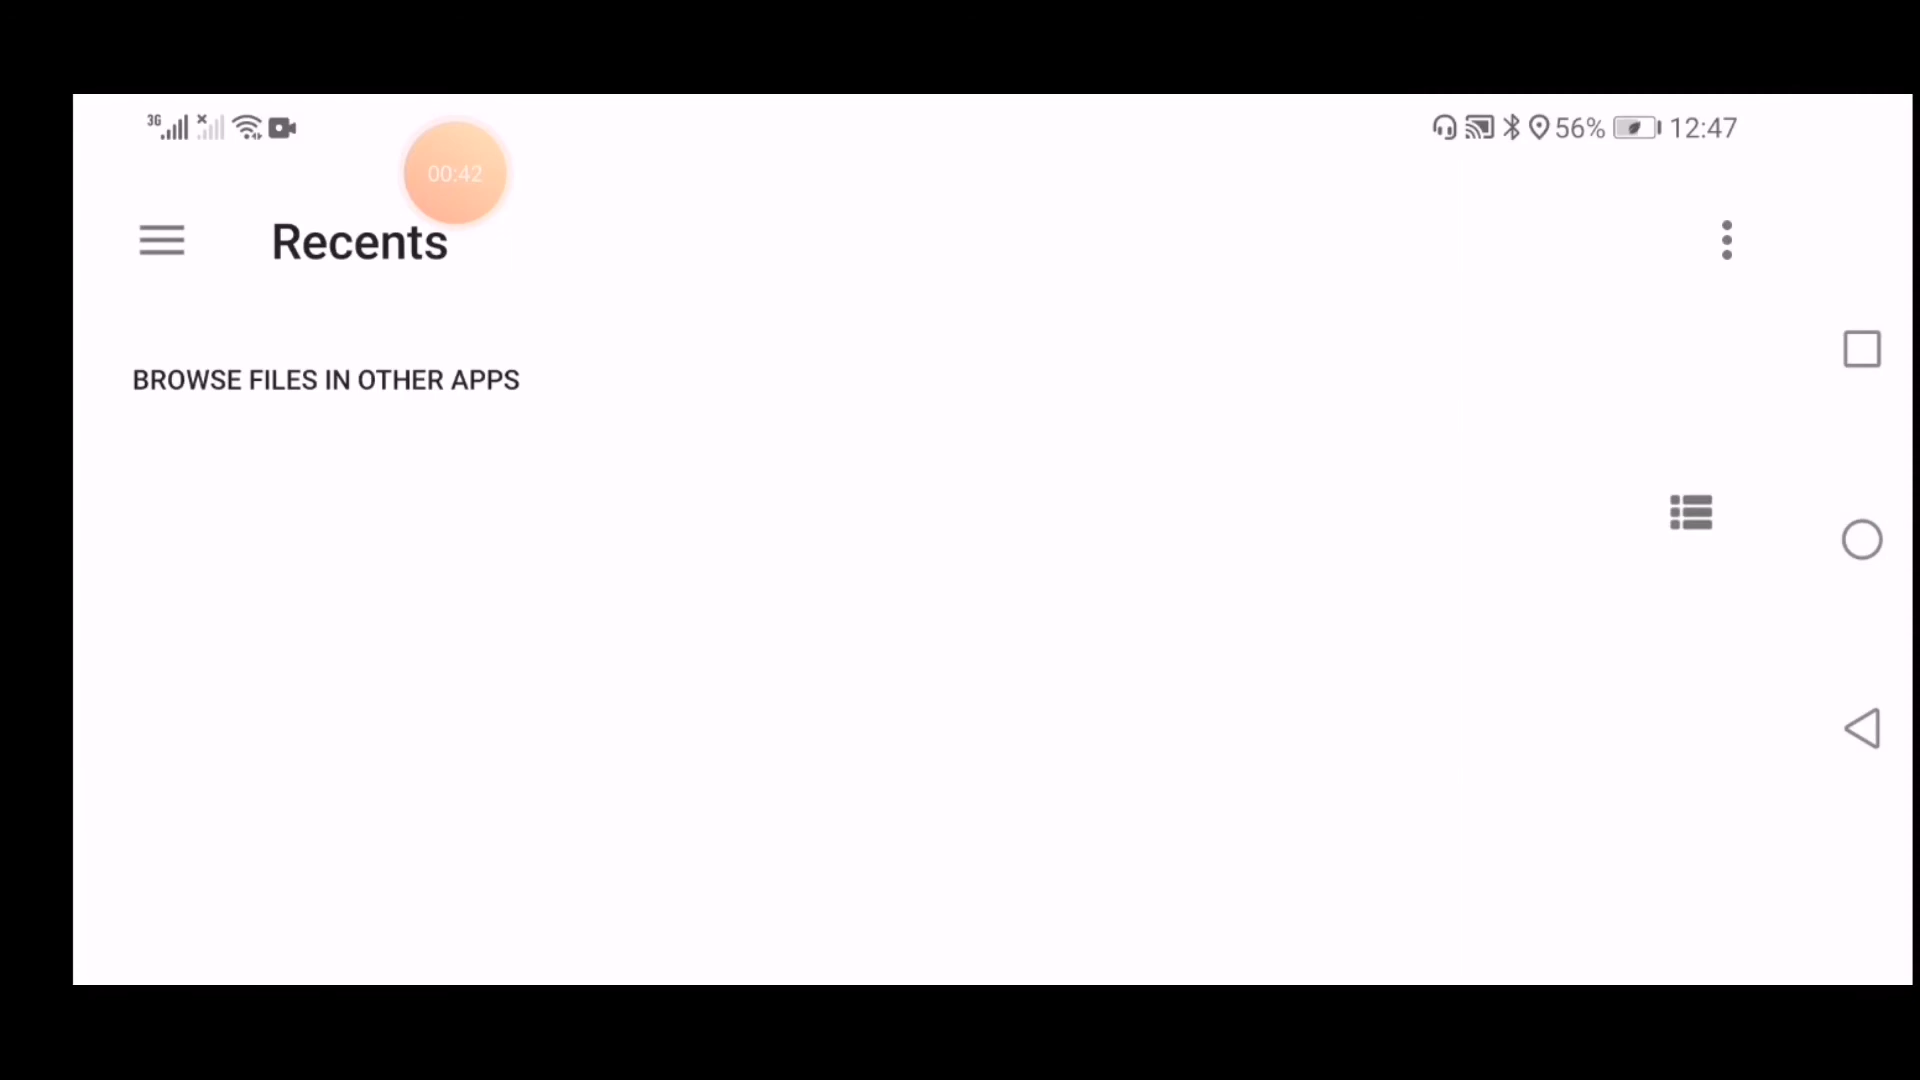 3G
56% 12:47
00:42
Recents
BROWSE FILES IN OTHER APPS